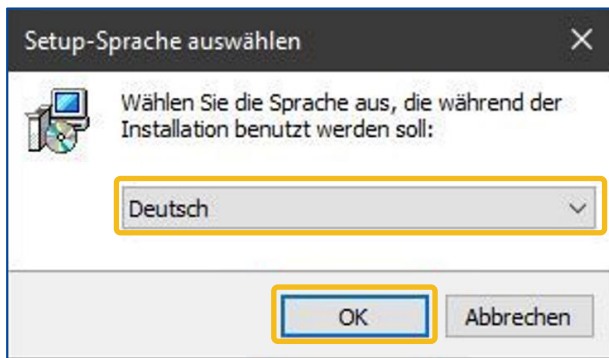 Setup-Sprache auswählen
Wählen Sie die Sprache aus, die während der
Installation benutzt werden soll:
Deutsch
OK Abbrechen